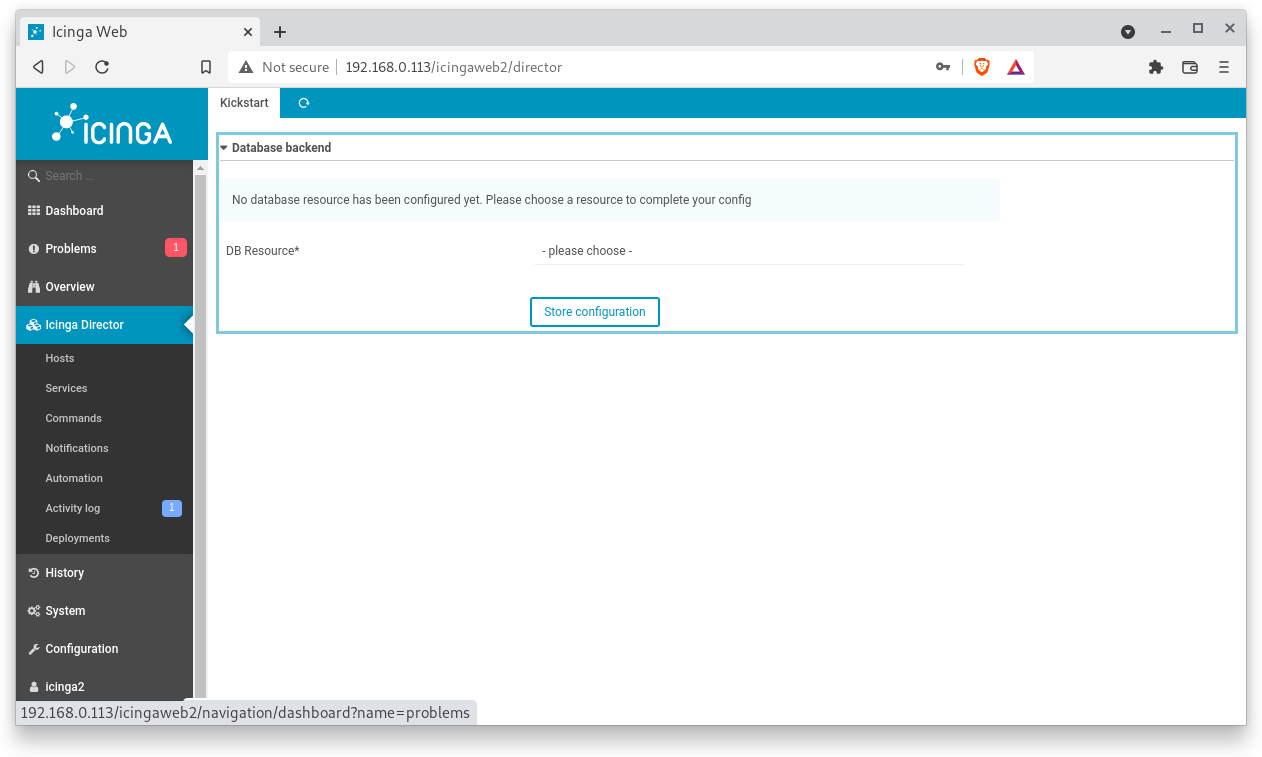 Icinga Web
Not secure | 192.168.0.113/icingaweb2/director
ICINGA
Kickstart
Search ...
Dashboard
Problems 1
Overview
Icinga Director
Hosts
Services
Commands
Notifications
Automation
Activity log 1
Deployments
History
System
Configuration
icinga2
Database backend
No database resource has been configured yet. Please choose a resource to complete your config
DB Resource* - please choose -
Store configuration
192.168.0.113/icingaweb2/navigation/dashboard?name=problems